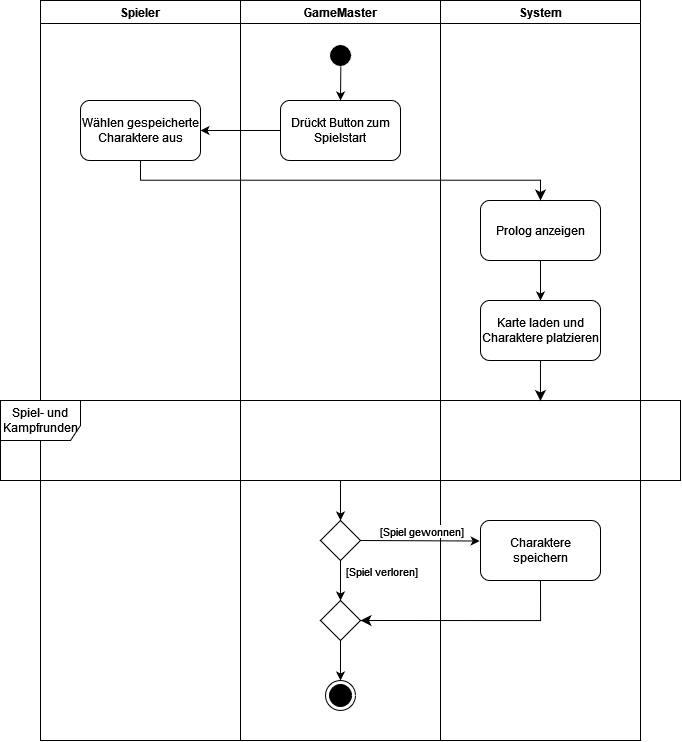 Spieler
GameMaster
System
Wählen gespeicherte
Charaktere aus
Drückt Button zum
Spielstart
Prolog anzeigen
Karte laden und
Charaktere platzieren
Spiel- und
Kampfrunden
[Spiel gewonnen]
Charaktere
speichern
[Spiel verloren]